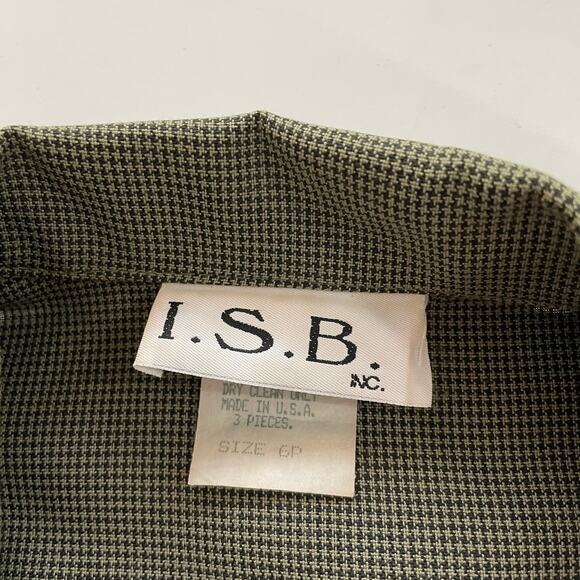 I.S.B.
INC.
DRY CLEAN ONLY
MADE IN U.S.A.
3 PIECES.
SIZE 6P